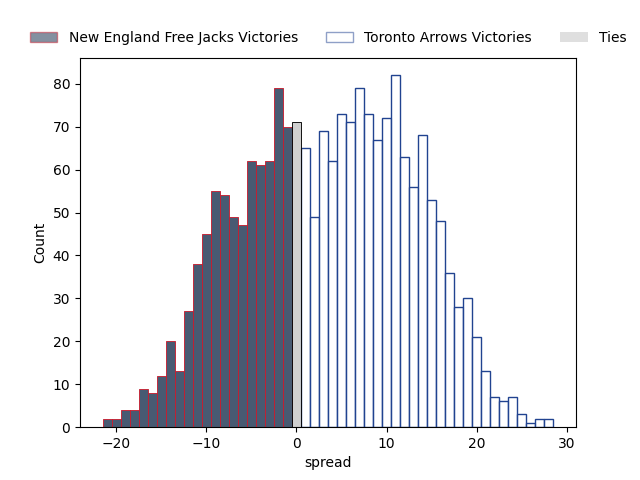 New England Free Jacks Victories Toronto Arrows Victories Ties
80
70
60
50
40
30
20
10
0
Count
−20 −10 0 10 20 30
spread